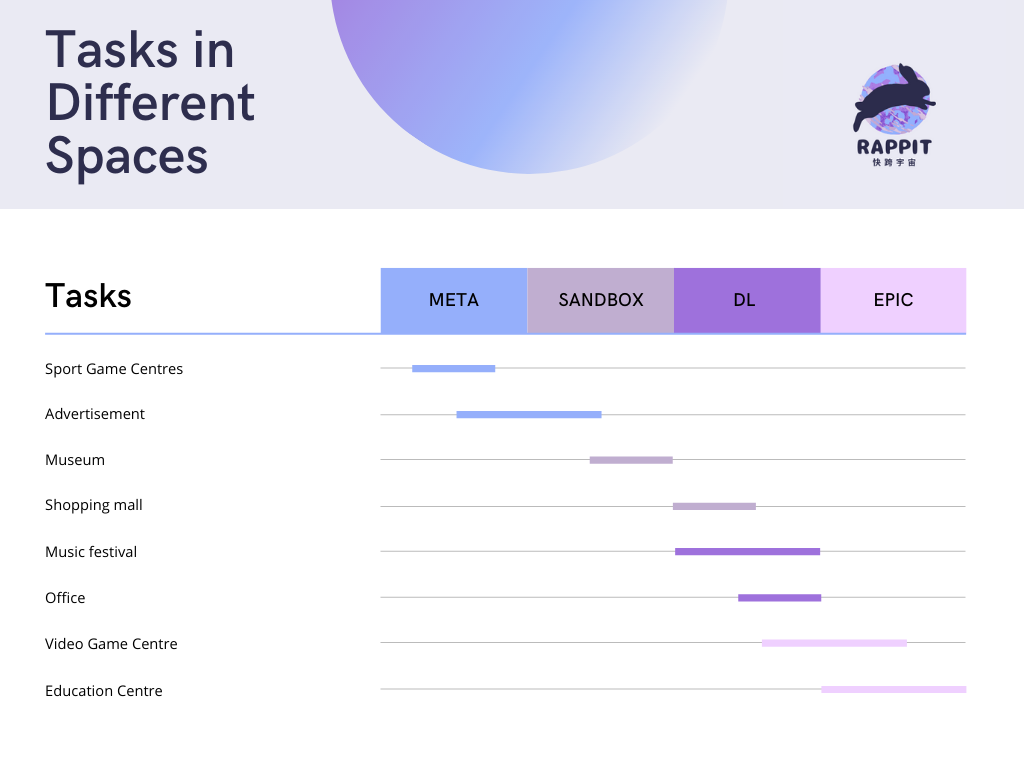 Tasks in
Different
Spaces
RAPPIT
快跨宇宙
Tasks
META
SANDBOX
DL
EPIC
Sport Game Centres
Advertisement
Museum
Shopping mall
Music festival
Office
Video Game Centre
Education Centre